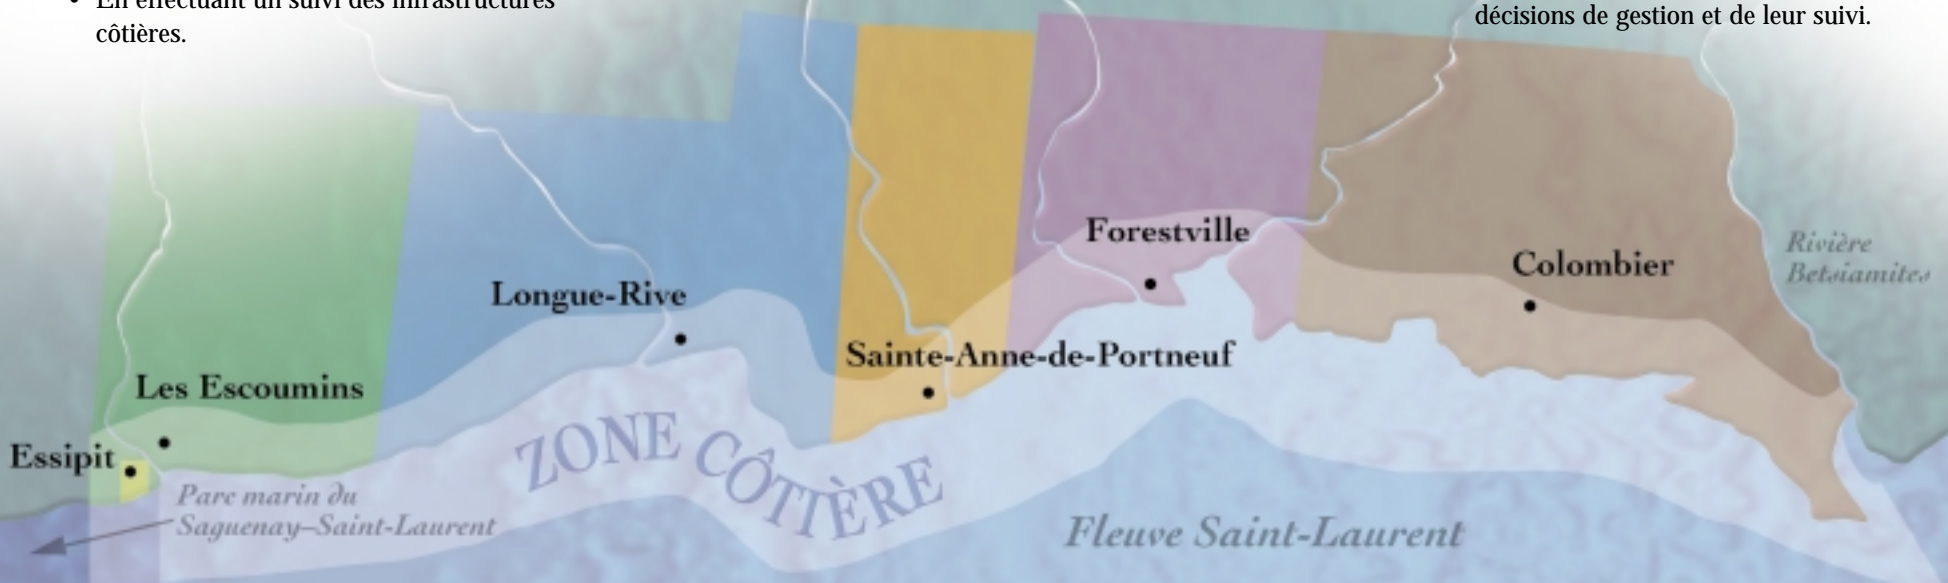 • En effectuant un suivi des infrastructures
côtières.
décisions de gestion et de leur suivi.
Forestville
Rivière
Betsiamites
Colombier
Longue-Rive
Sainte-Anne-de-Portneuf
Les Escoumins
Essipit
ZONE CÔTIÈRE
Parc marin du
Saguenay–Saint-Laurent
Fleuve Saint-Laurent